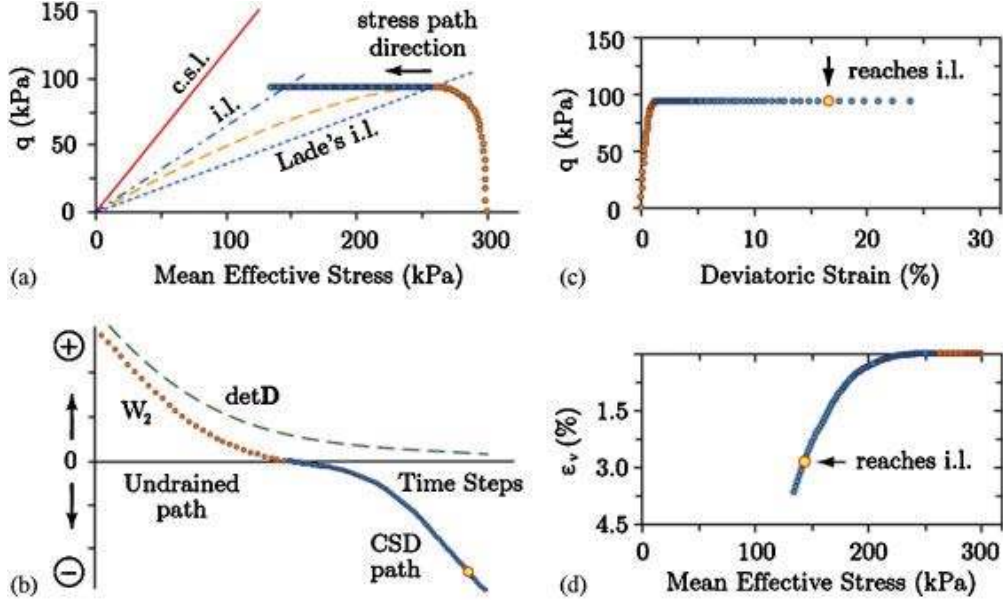 150
100
50
0
q (kPa)
c.s.l.
i.l.
Lade's i.l.
stress path
direction
0
100
200
300
Mean Effective Stress (kPa)
(a)
150
100
50
0
q (kPa)
reaches i.l.
0
10
20
30
Deviatoric Strain (%)
(c)
+
W2
detD
0
Undrained
path
Time Steps
CSD
path
−
(b)
1.5
3.0
4.5
εv(%)
reaches i.l.
0
100
200
300
Mean Effective Stress (kPa)
(d)